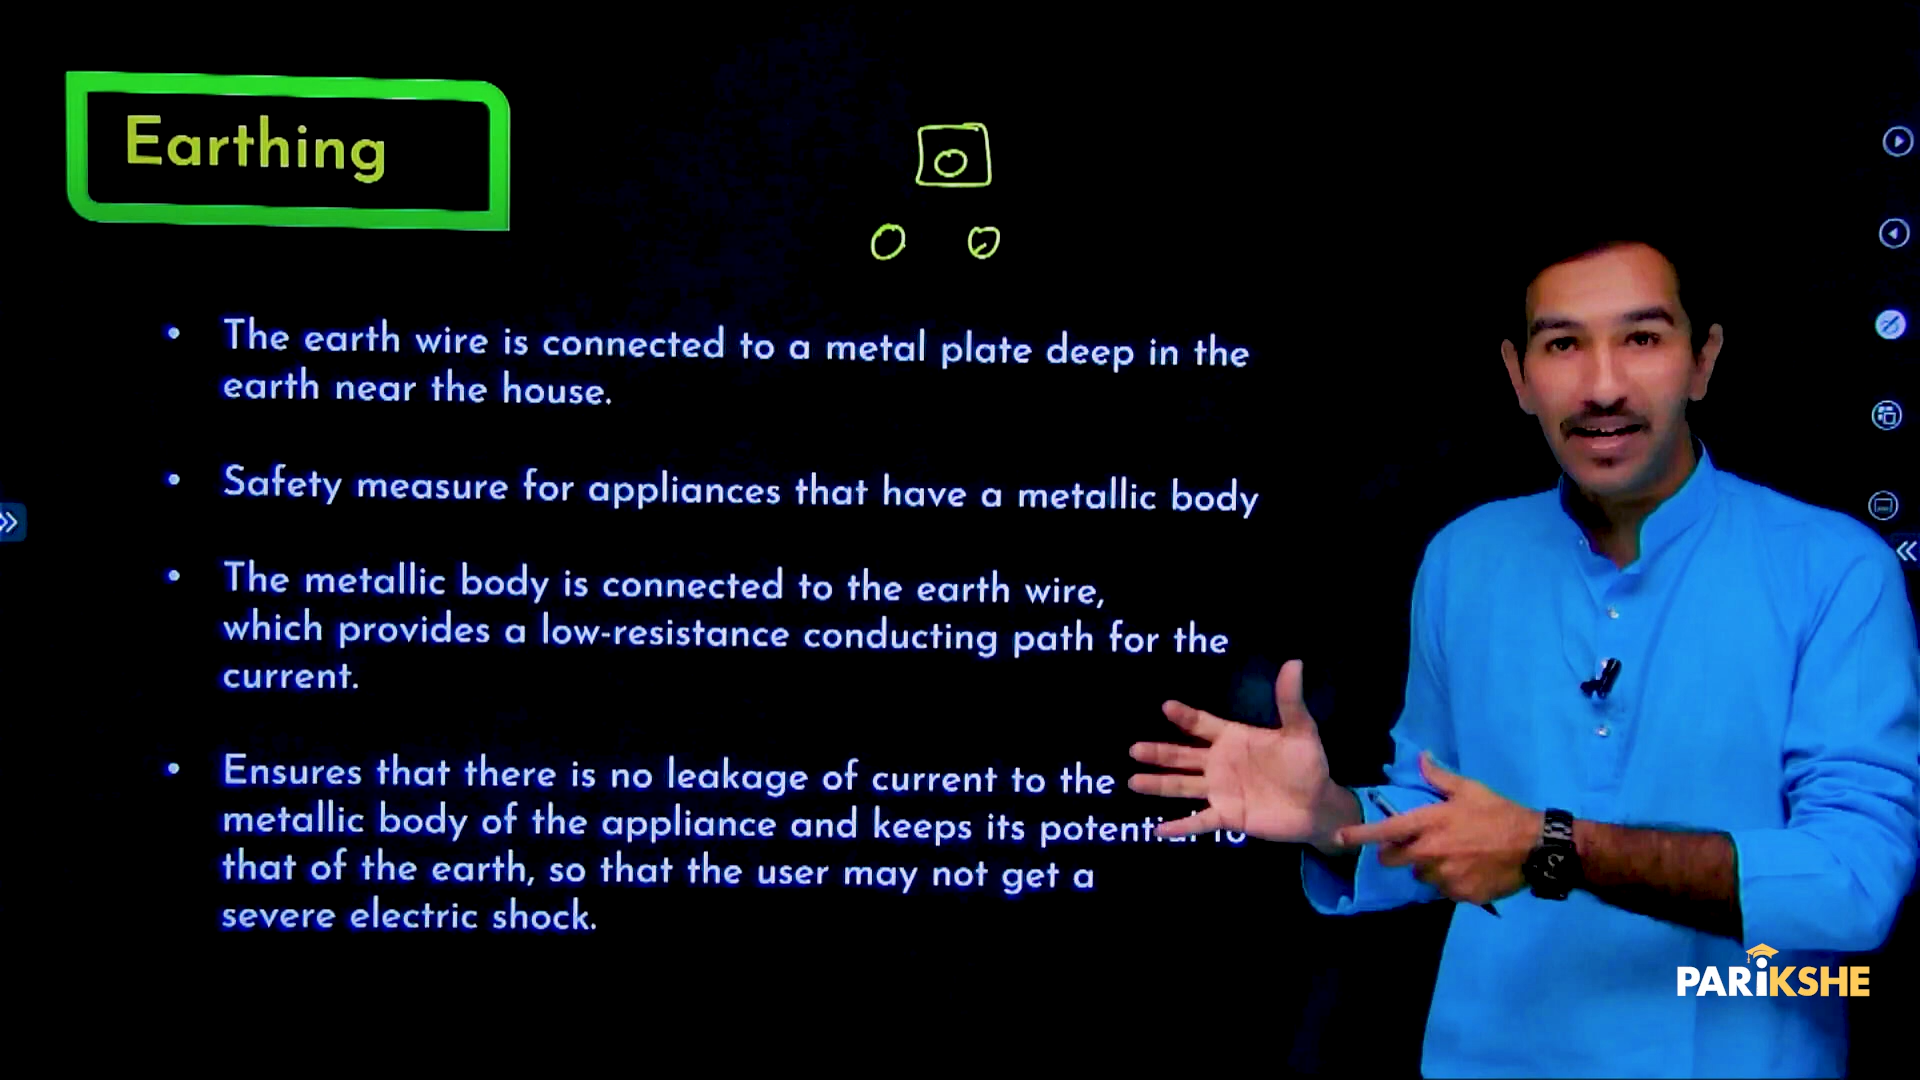 Earthing
• The earth wire is connected to a metal plate deep in the
earth near the house.
• Safety measure for appliances that have a metallic body
• The metallic body is connected to the earth wire,
which provides a low-resistance conducting path for the
current.
• Ensures that there is no leakage of current to the
metallic body of the appliance and keeps its potential to
that of the earth, so that the user may not get a
severe electric shock.
PARiKSHE